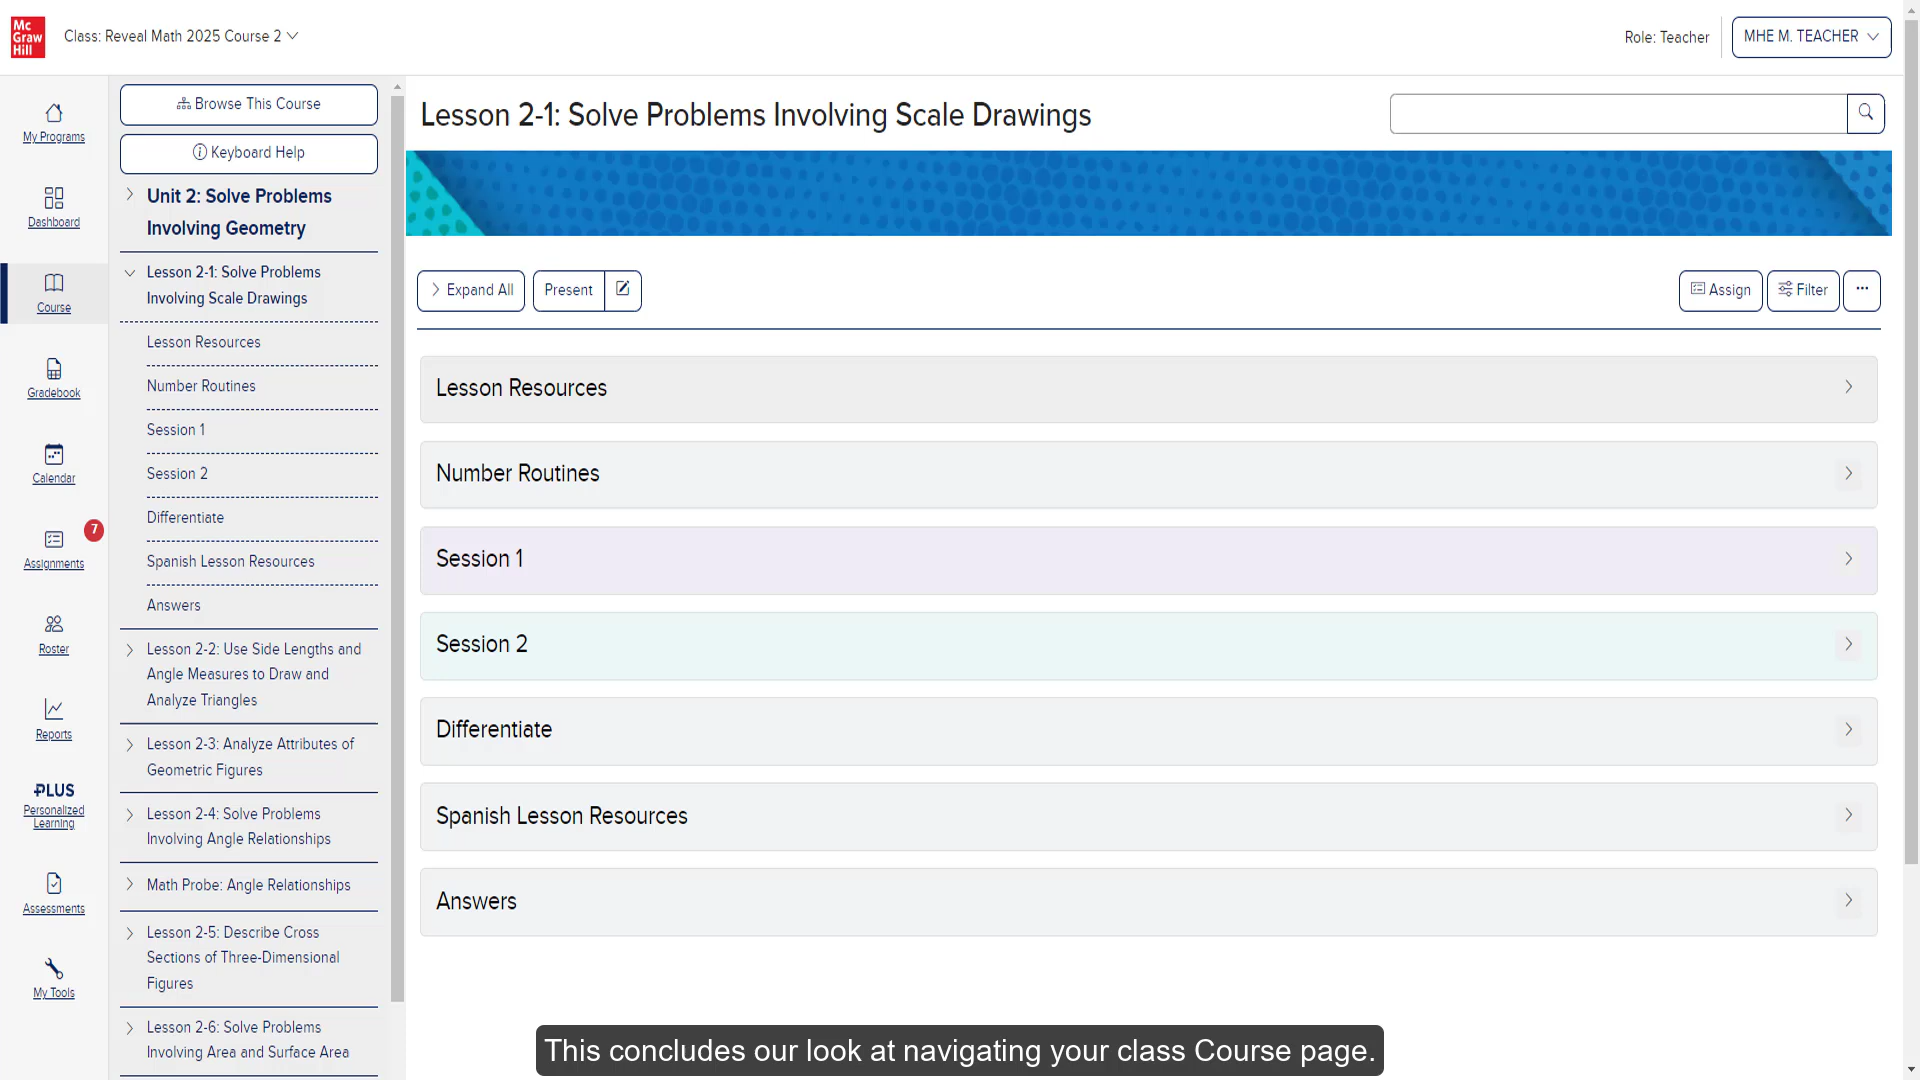 Mc
Graw
Hill
Class: Reveal Math 2025 Course 2
Role: Teacher
MHE M. TEACHER
My Programs
Dashboard
Course
Gradebook
Calendar
7
Assignments
Roster
Reports
PLUS
Personalized
Learning
Assessments
My Tools
Browse This Course
Keyboard Help
Unit 2: Solve Problems
Involving Geometry
Lesson 2-1: Solve Problems
Involving Scale Drawings
Lesson Resources
Number Routines
Session 1
Session 2
Differentiate
Spanish Lesson Resources
Answers
Lesson 2-2: Use Side Lengths and
Angle Measures to Draw and
Analyze Triangles
Lesson 2-3: Analyze Attributes of
Geometric Figures
Lesson 2-4: Solve Problems
Involving Angle Relationships
Math Probe: Angle Relationships
Lesson 2-5: Describe Cross
Sections of Three-Dimensional
Figures
Lesson 2-6: Solve Problems
Involving Area and Surface Area
Lesson 2-1: Solve Problems Involving Scale Drawings
Expand All
Present
Assign
Filter
...
Lesson Resources
Number Routines
Session 1
Session 2
Differentiate
Spanish Lesson Resources
Answers
This concludes our look at navigating your class Course page.